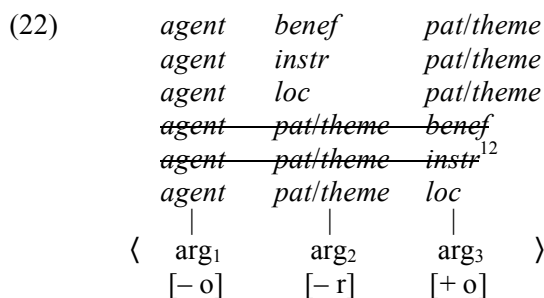 (22) agent benef pat/theme
agent instr pat/theme
agent loc pat/theme
agent pat/theme benef
agent pat/theme instr12
agent pat/theme loc
| | |
⟨ arg1 arg2 arg3 ⟩
[– o] [– r] [+ o]